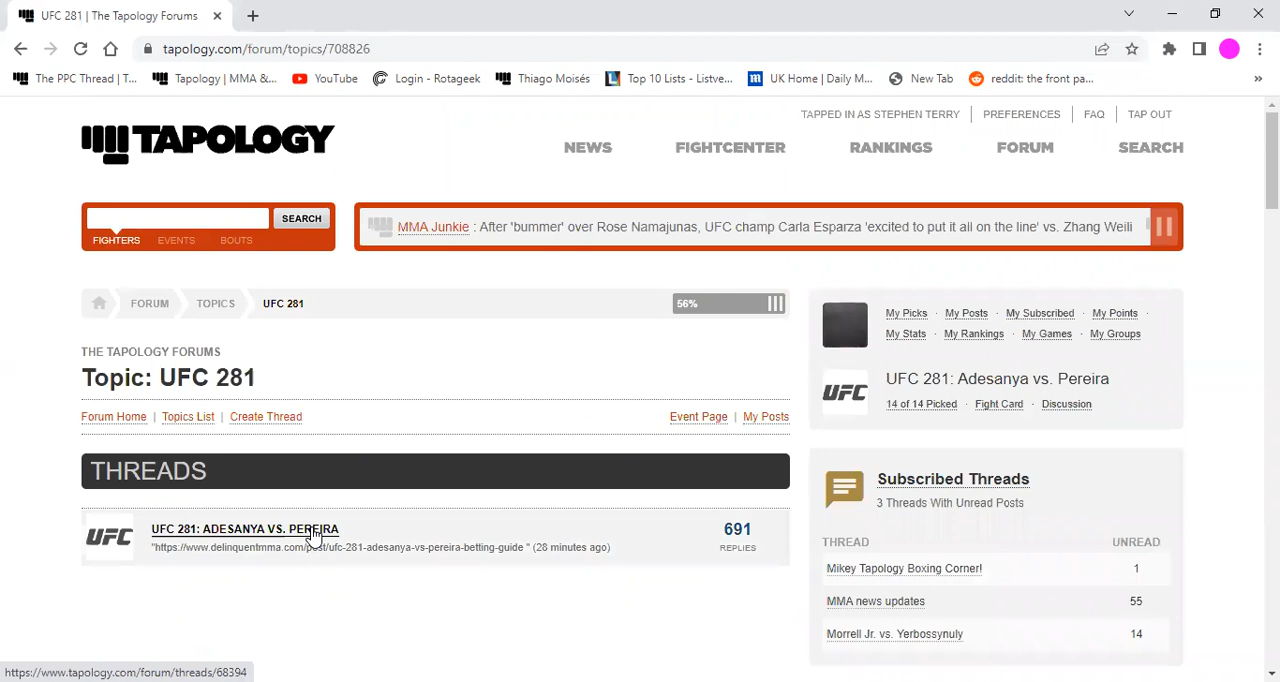 UFC 281 | The Tapology Forums
tapology.com/forum/topics/708826
The PPC Thread | T...
Tapology | MMA &...
YouTube
Login - Rotageek
Thiago Moisés
Top 10 Lists - Listve...
UK Home | Daily M...
New Tab
reddit: the front pa...
»
TAPPED IN AS STEPHEN TERRY
PREFERENCES
FAQ
TAP OUT
TAPOLOGY
NEWS
FIGHTCENTER
RANKINGS
FORUM
SEARCH
SEARCH
FIGHTERS
EVENTS
BOUTS
MMA Junkie : After 'bummer' over Rose Namajunas, UFC champ Carla Esparza 'excited to put it all on the line' vs. Zhang Weili
FORUM
TOPICS
UFC 281
56%
THE TAPOLOGY FORUMS
Topic: UFC 281
Forum Home | Topics List | Create Thread
Event Page | My Posts
THREADS
UFC
UFC 281: ADESANYA VS. PEREIRA
"https://www.delinquentmma.com/post/ufc-281-adesanya-vs-pereira-betting-guide " (28 minutes ago)
691
REPLIES
My Picks · My Posts · My Subscribed · My Points ·
My Stats · My Rankings · My Games · My Groups
UFC
UFC 281: Adesanya vs. Pereira
14 of 14 Picked · Fight Card · Discussion
Subscribed Threads
3 Threads With Unread Posts
THREAD UNREAD
Mikey Tapology Boxing Corner! 1
MMA news updates 55
Morrell Jr. vs. Yerbossynuly 14
https://www.tapology.com/forum/threads/68394